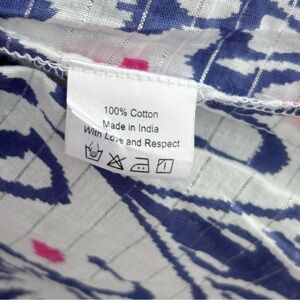 100% Cotton
Made in India
With Love and Respect